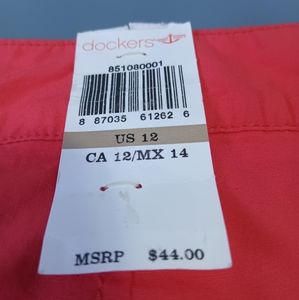 dockers
851080001
8 87035 61262 6
US 12
CA 12/MX 14
MSRP $44.00